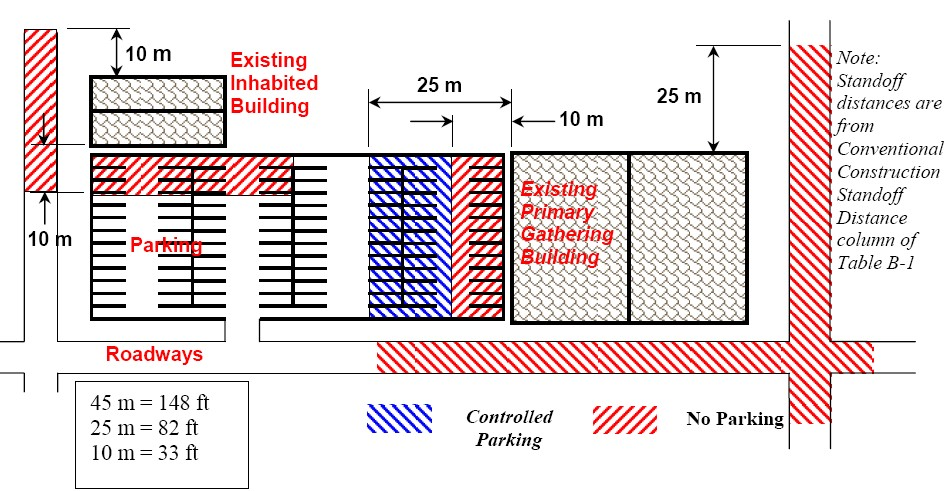 10 m
Existing
Inhabited
Building
25 m
10 m
25 m
Note:
Standoff
distances are
from
Conventional
Construction
Standoff
Distance
column of
Table B-1
Existing
Primary
Gathering
Building
10 m
Parking
Roadways
45 m = 148 ft
25 m = 82 ft
10 m = 33 ft
Controlled
Parking
No Parking